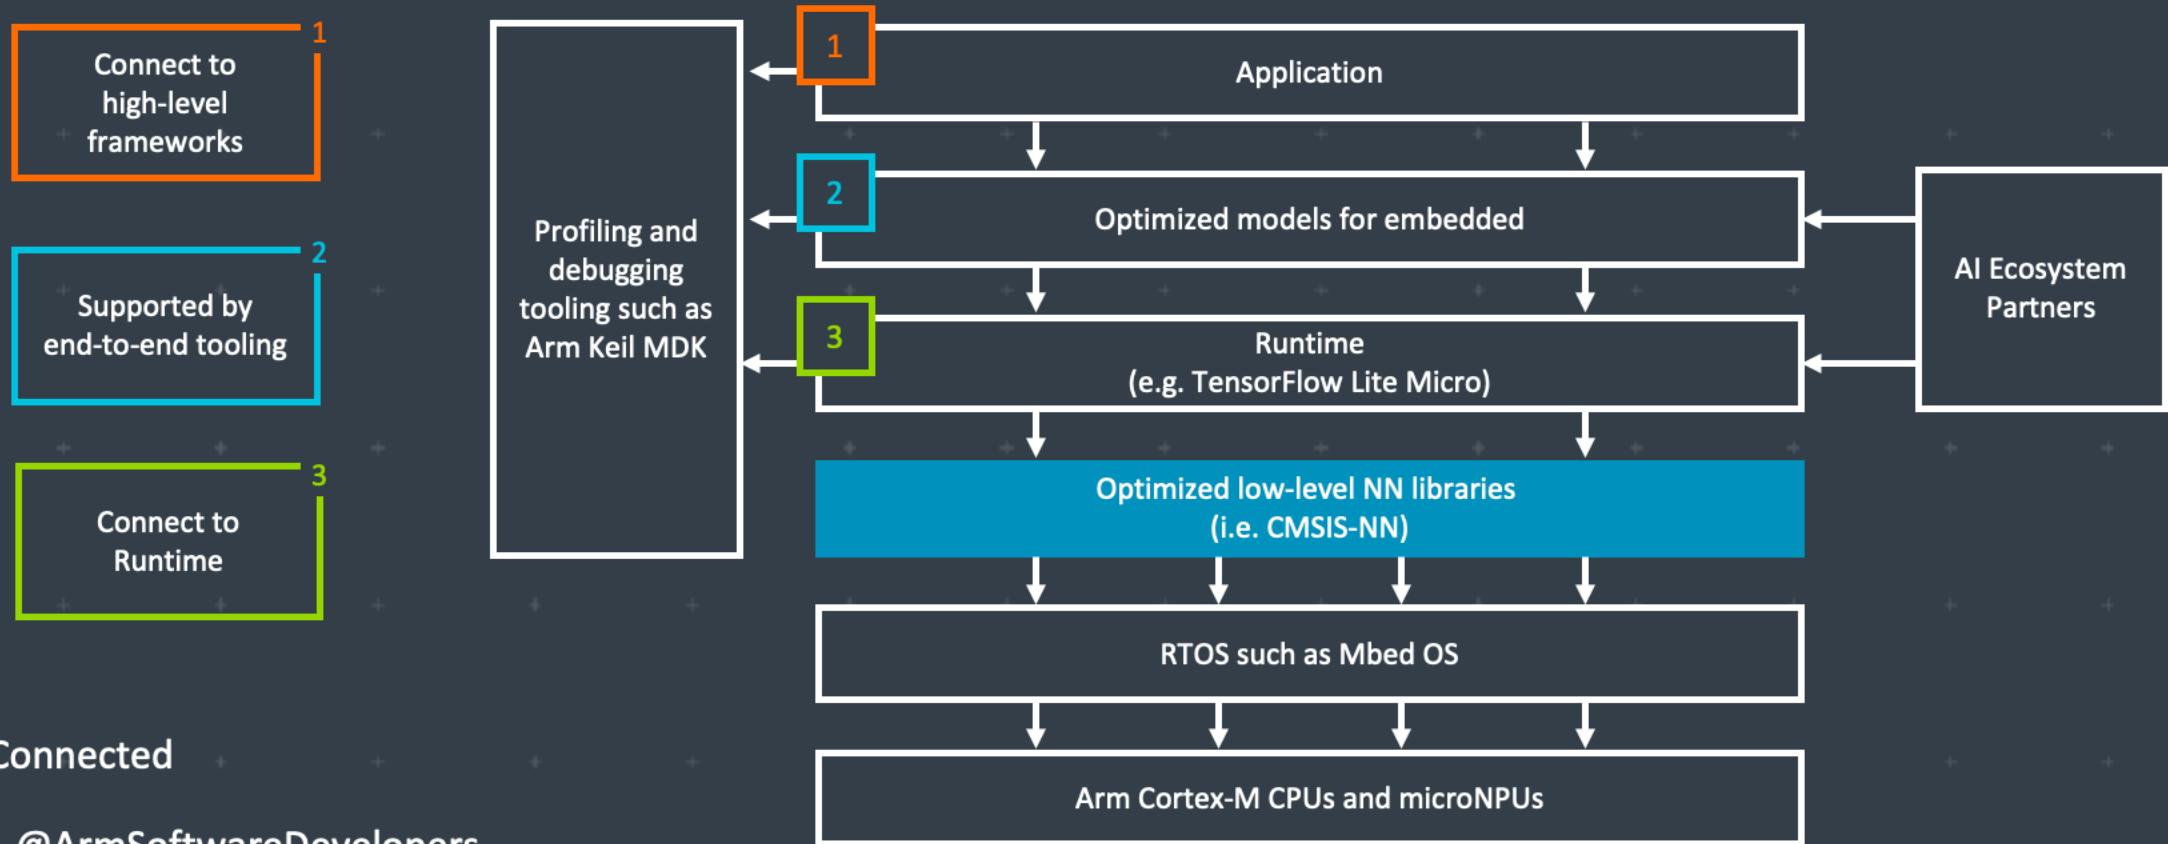 1
Connect to
high-level
frameworks
2
Supported by
end-to-end tooling
3
Connect to
Runtime
Connected
@ArmSoftwareDevelopers
Profiling and
debugging
tooling such as
Arm Keil MDK
1
Application
2
Optimized models for embedded
3
Runtime
(e.g. TensorFlow Lite Micro)
Optimized low-level NN libraries
(i.e. CMSIS-NN)
RTOS such as Mbed OS
Arm Cortex-M CPUs and microNPUs
AI Ecosystem
Partners